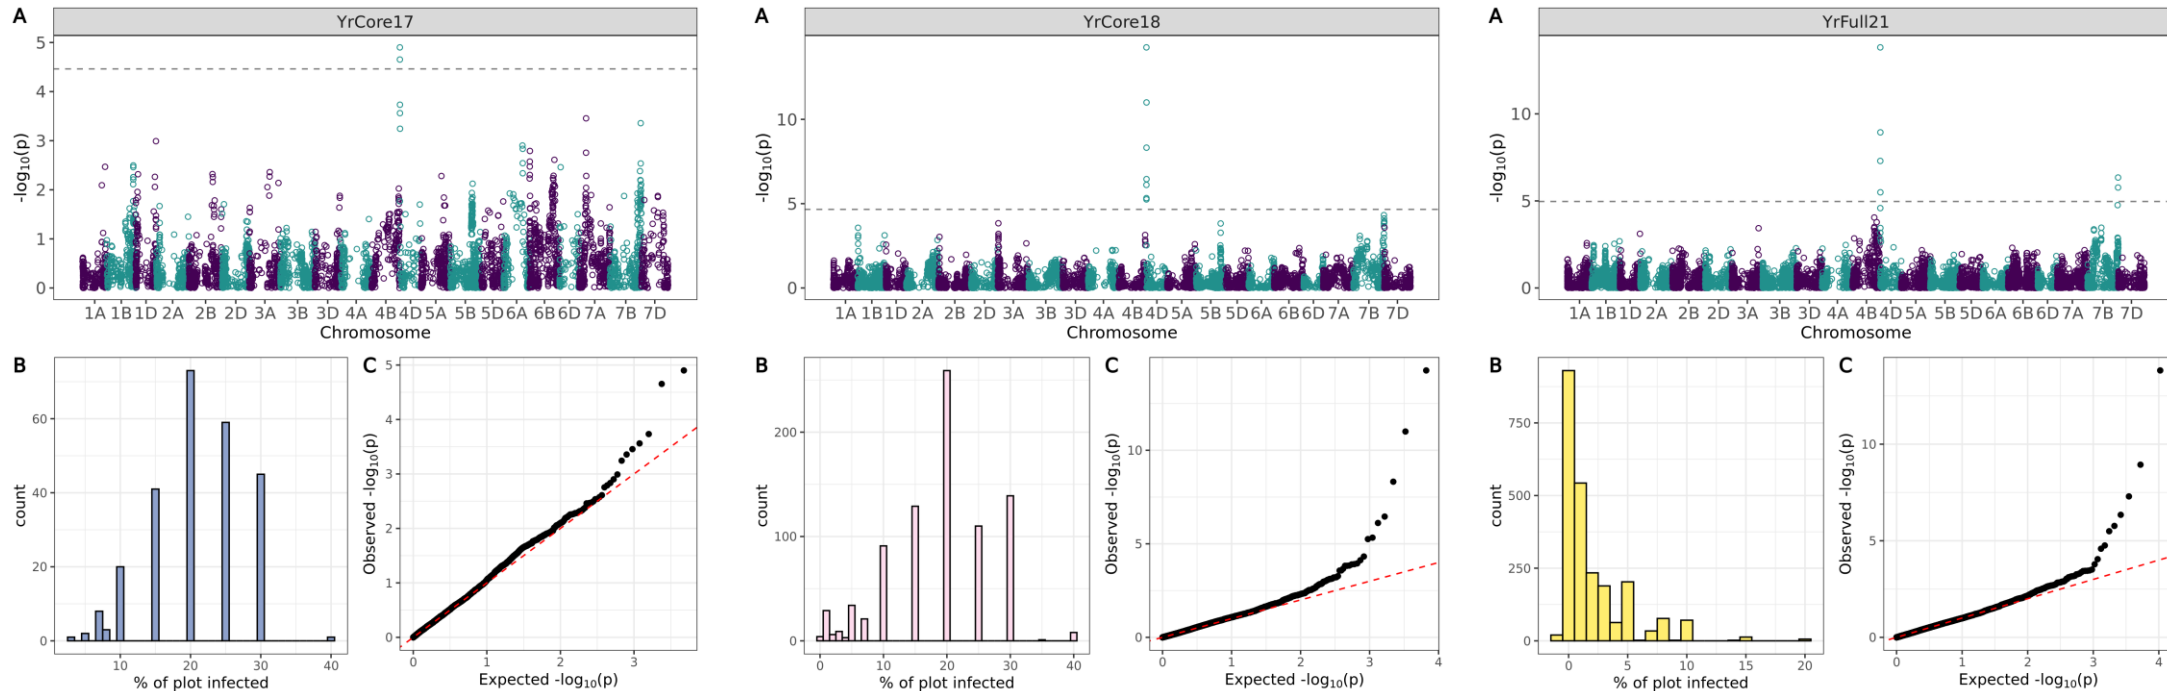 A
YrCore17
5
4
3
2
1
0
-log10(p)
1A 1B 1D 2A 2B 2D 3A 3B 3D 4A 4B 4D 5A 5B 5D 6A 6B 6D 7A 7B 7D
Chromosome
A
YrCore18
10
5
0
-log10(p)
1A 1B 1D 2A 2B 2D 3A 3B 3D 4A 4B 4D 5A 5B 5D 6A 6B 6D 7A 7B 7D
Chromosome
A
YrFull21
10
5
0
-log10(p)
1A 1B 1D 2A 2B 2D 3A 3B 3D 4A 4B 4D 5A 5B 5D 6A 6B 6D 7A 7B 7D
Chromosome
B
60
40
20
0
count
10 20 30 40
% of plot infected
C
5
4
3
2
1
0
Observed -log10(p)
0 1 2 3
Expected -log10(p)
B
200
100
0
count
0 10 20 30 40
% of plot infected
C
10
5
0
Observed -log10(p)
0 1 2 3 4
Expected -log10(p)
B
750
500
250
0
count
0 5 10 15 20
% of plot infected
C
10
5
0
Observed -log10(p)
0 1 2 3 4
Expected -log10(p)